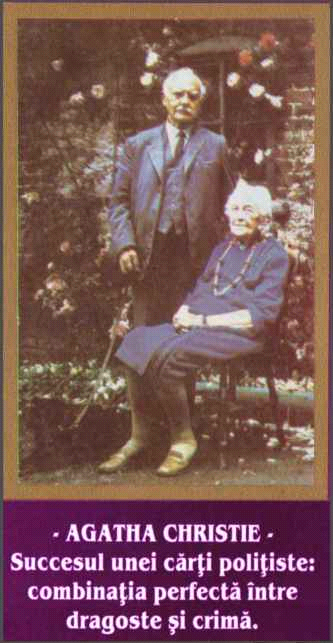 - AGATHA CHRISTIE -
Succesul unei cărţi poliţiste:
combinaţia perfectă între
dragoste şi crimă.